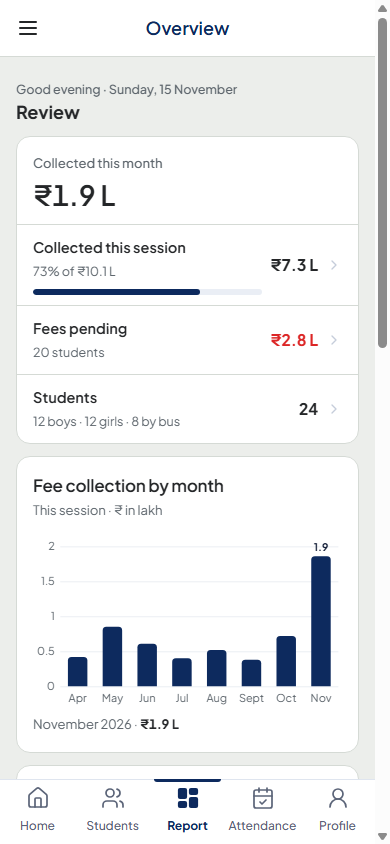 Overview
Good evening · Sunday, 15 November
Review
Collected this month
₹1.9 L
Collected this session
73% of ₹10.1 L
₹7.3 L
Fees pending
20 students
₹2.8 L
Students
12 boys · 12 girls · 8 by bus
24
Fee collection by month
This session · ₹ in lakh
2
1.5
1
0.5
0
1.9
Apr May Jun Jul Aug Sept Oct Nov
November 2026 · ₹1.9 L
Home Students Report Attendance Profile